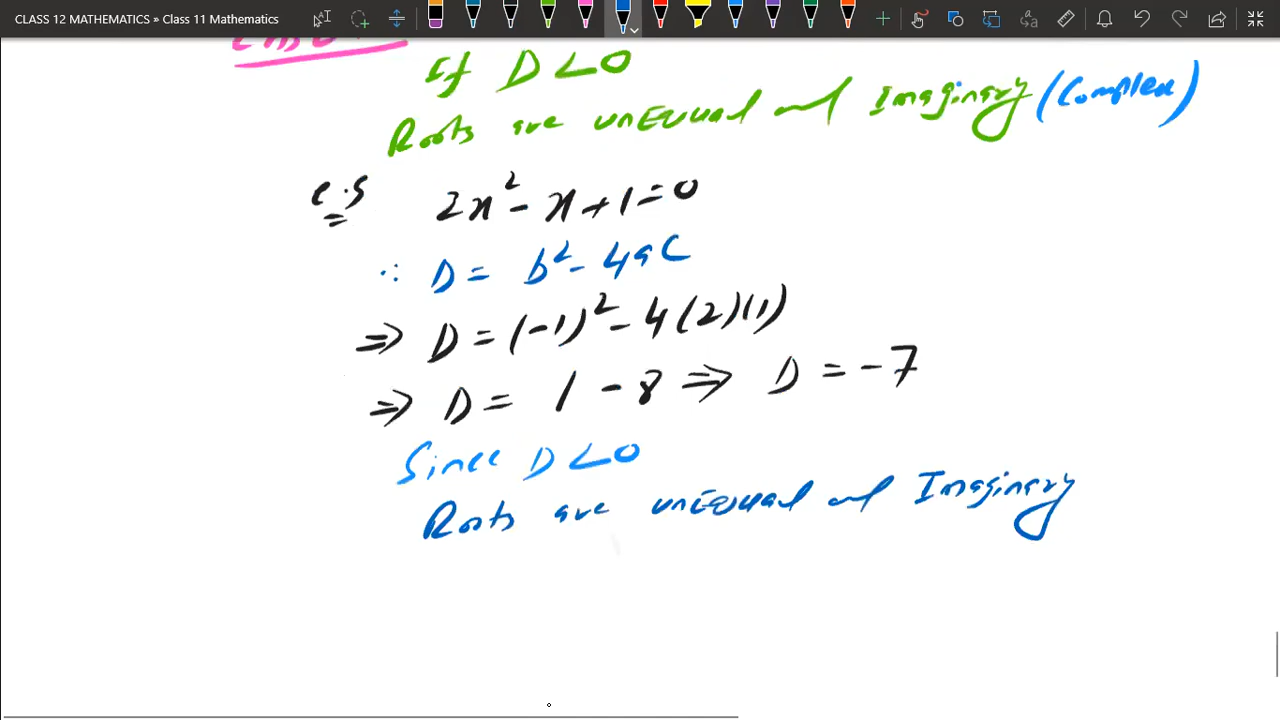 CLASS 12 MATHEMATICS » Class 11 Mathematics
If D<0
Roots are unEqual and Imaginary (Complex)
e.g 2x² - x + 1 = 0
∵ D = b² - 4ac
⇒ D = (-1)² - 4(2)(1)
⇒ D = 1 - 8 ⇒ D = -7
Since D<0
Roots are unEqual and Imaginary